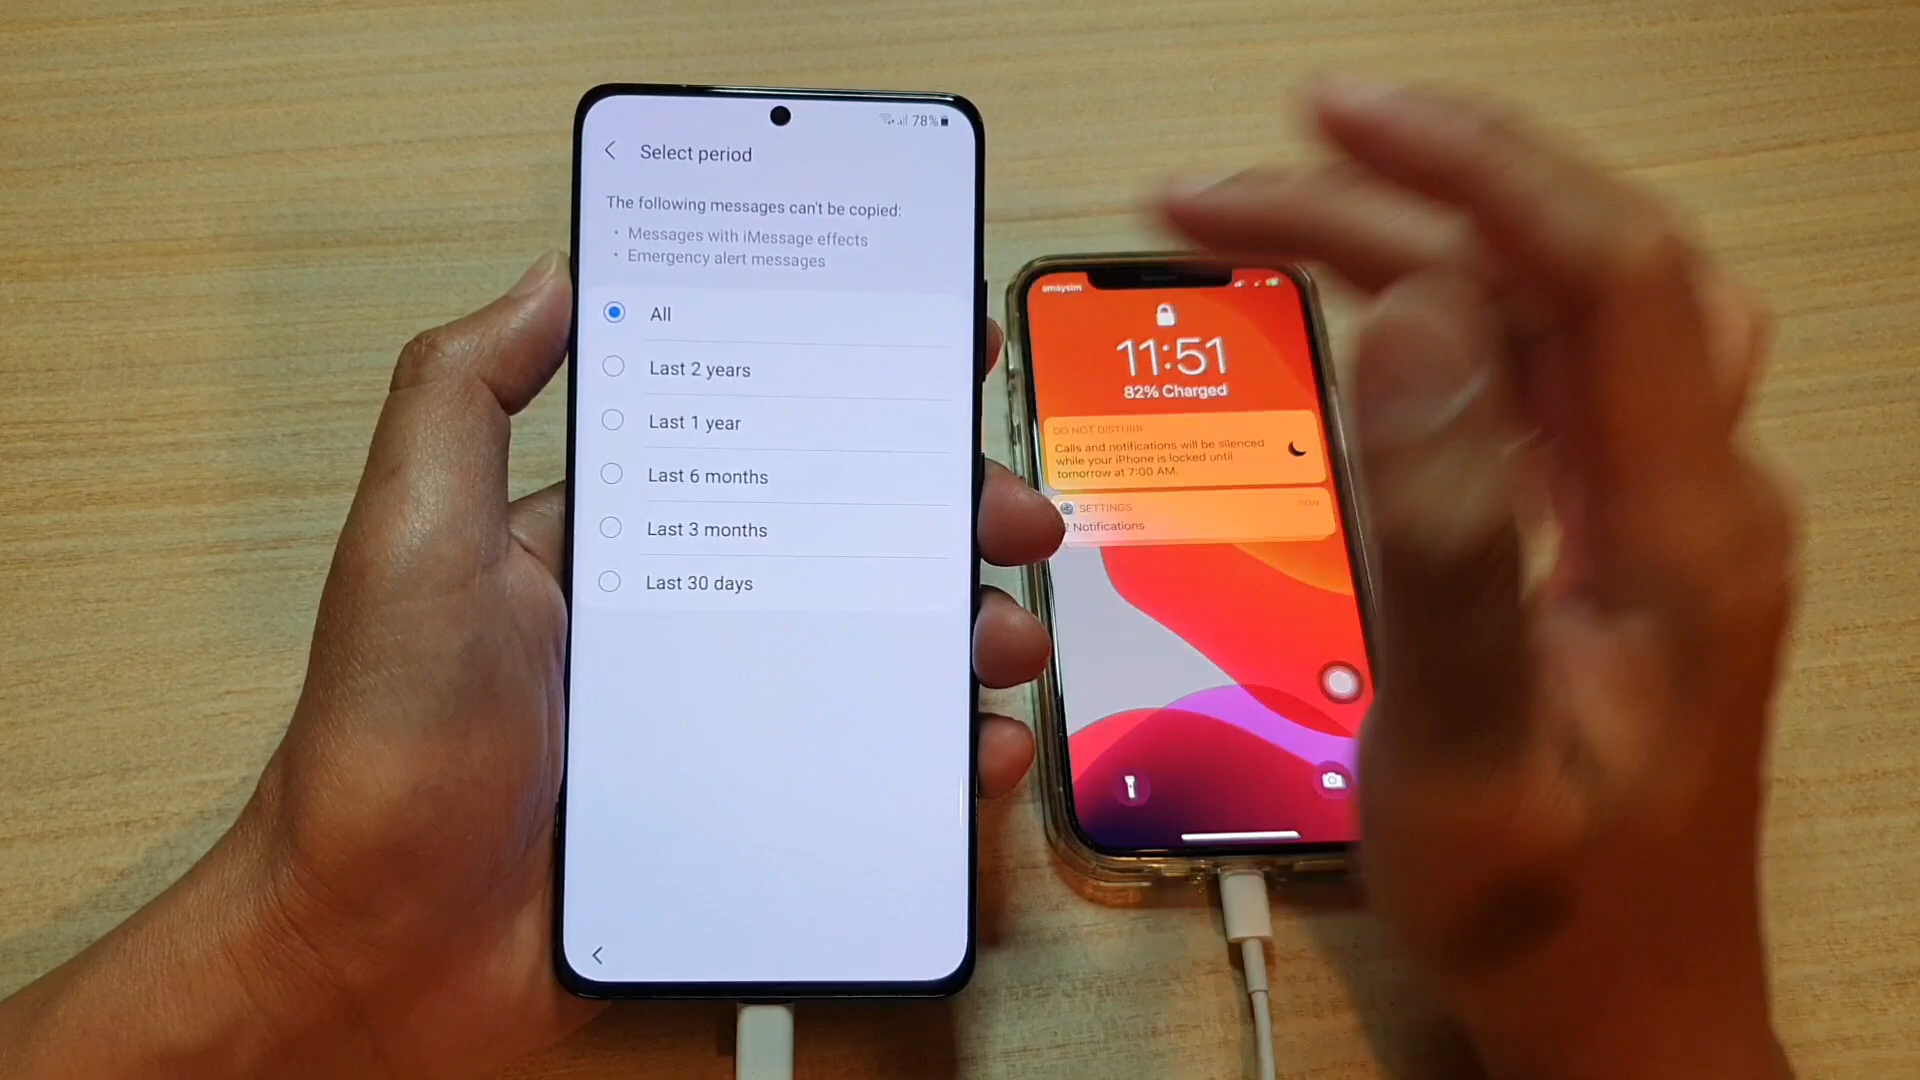 78%
Select period
The following messages can't be copied:
• Messages with iMessage effects
• Emergency alert messages
All
Last 2 years
Last 1 year
Last 6 months
Last 3 months
Last 30 days
amaysim
11:51
82% Charged
DO NOT DISTURB
Calls and notifications will be silenced
while your iPhone is locked until
tomorrow at 7:00 AM.
SETTINGS
now
2 Notifications